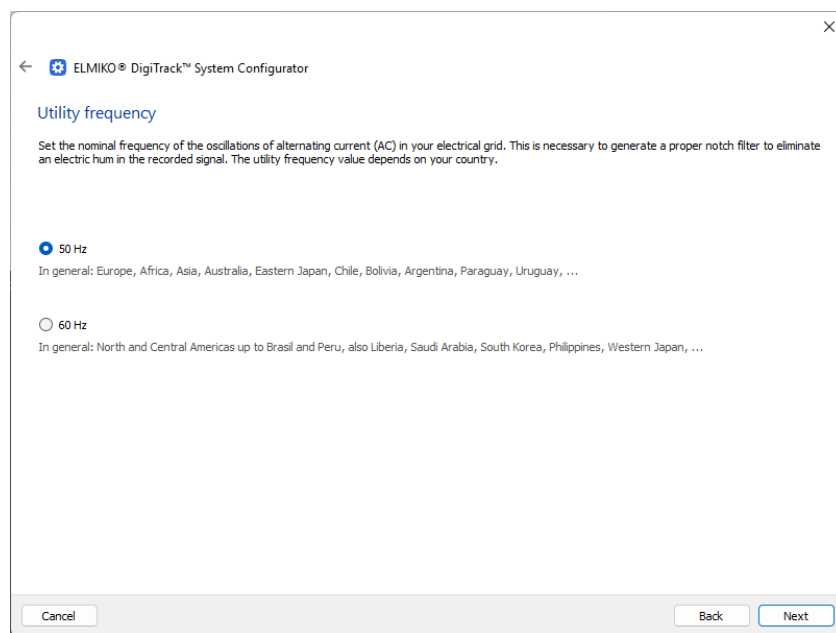 ELMIKO® DigiTrack™ System Configurator
Utility frequency
Set the nominal frequency of the oscillations of alternating current (AC) in your electrical grid. This is necessary to generate a proper notch filter to eliminate
an electric hum in the recorded signal. The utility frequency value depends on your country.
50 Hz
In general: Europe, Africa, Asia, Australia, Eastern Japan, Chile, Bolivia, Argentina, Paraguay, Uruguay, ...
60 Hz
In general: North and Central Americas up to Brasil and Peru, also Liberia, Saudi Arabia, South Korea, Philippines, Western Japan, ...
Cancel
Back
Next